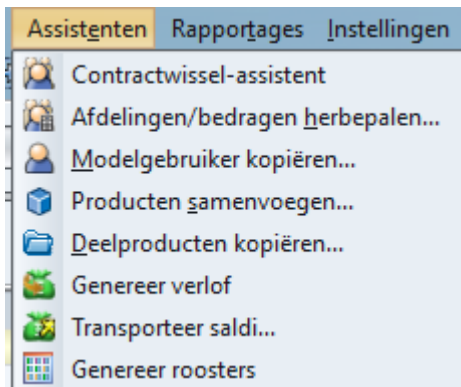 Assistenten Rapportages Instellingen
Contractwissel-assistent
Afdelingen/bedragen herbepalen...
Modelgebruiker kopiëren...
Producten samenvoegen...
Deelproducten kopiëren...
Genereer verlof
Transporteer saldi...
Genereer roosters